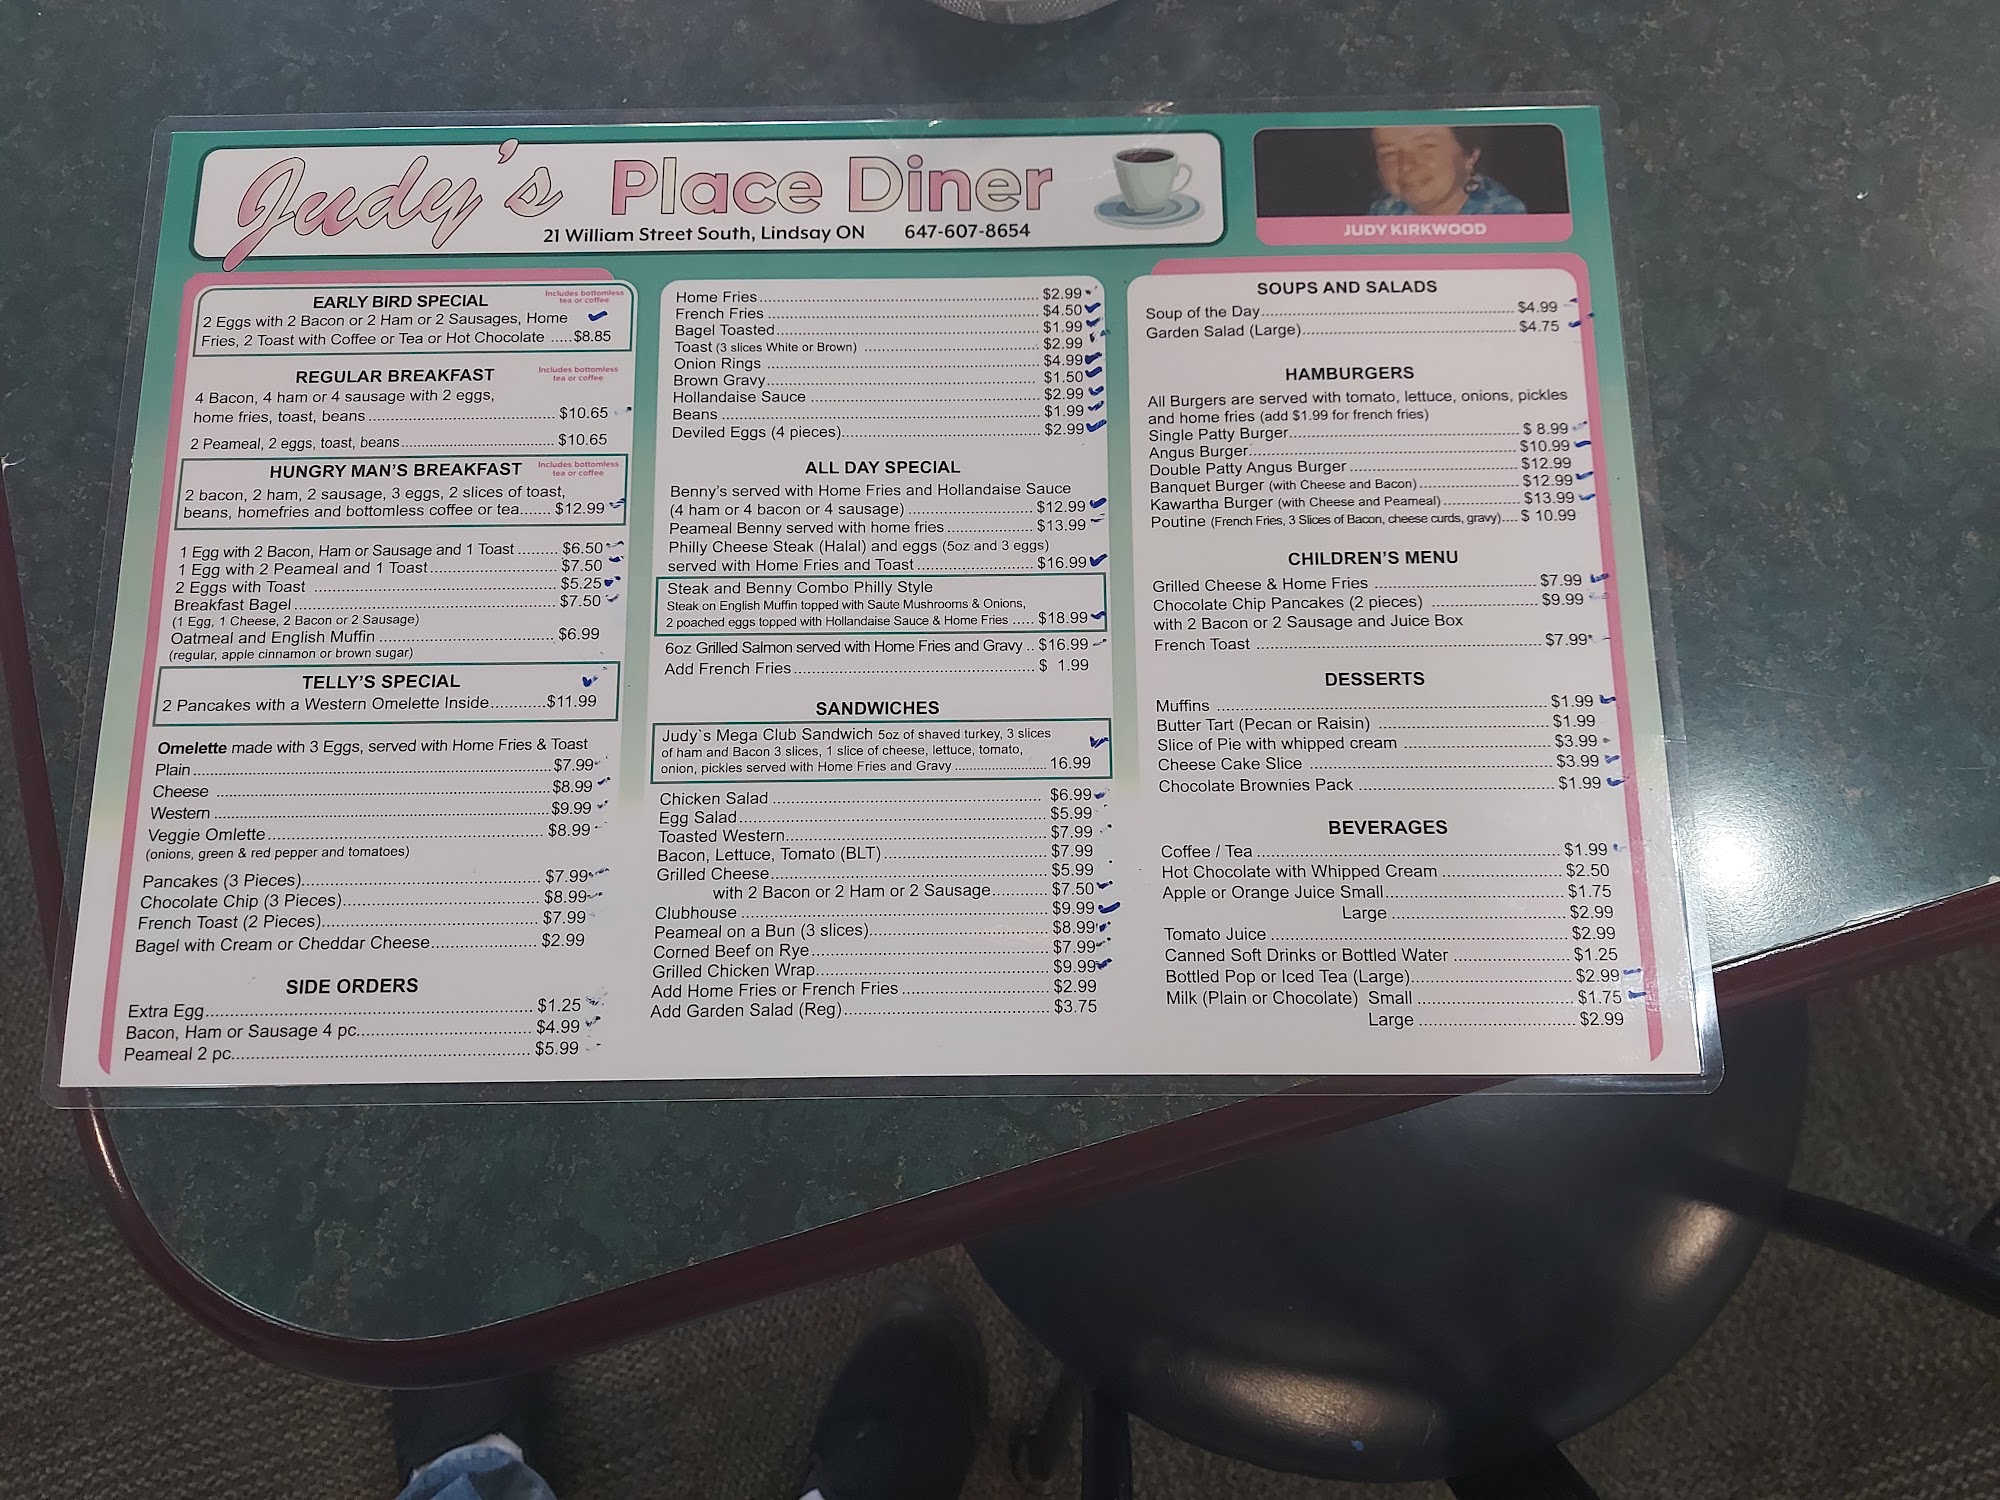 Judy's Place Diner
21 William Street South, Lindsay ON 647-607-8654
JUDY KIRKWOOD
EARLY BIRD SPECIAL
Includes bottomless
tea or coffee
2 Eggs with 2 Bacon or 2 Ham or 2 Sausages, Home
Fries, 2 Toast with Coffee or Tea or Hot Chocolate .....$8.85
REGULAR BREAKFAST
Includes bottomless
tea or coffee
4 Bacon, 4 ham or 4 sausage with 2 eggs,
home fries, toast, beans ........ $10.65
2 Peameal, 2 eggs, toast, beans........ $10.65
HUNGRY MAN'S BREAKFAST
Includes bottomless
tea or coffee
2 bacon, 2 ham, 2 sausage, 3 eggs, 2 slices of toast,
beans, homefries and bottomless coffee or tea....... $12.99
1 Egg with 2 Bacon, Ham or Sausage and 1 Toast ......... $6.50
1 Egg with 2 Peameal and 1 Toast........ $7.50
2 Eggs with Toast ........ $5.25
Breakfast Bagel ........ $7.50
(1 Egg, 1 Cheese, 2 Bacon or 2 Sausage)
Oatmeal and English Muffin ........ $6.99
(regular, apple cinnamon or brown sugar)
TELLY'S SPECIAL
2 Pancakes with a Western Omelette Inside............$11.99
Omelette made with 3 Eggs, served with Home Fries & Toast
Plain ........ $7.99
Cheese ........ $8.99
Western ........ $9.99
Veggie Omlette ........ $8.99
(onions, green & red pepper and tomatoes)
Pancakes (3 Pieces)........ $7.99
Chocolate Chip (3 Pieces)........ $8.99
French Toast (2 Pieces)........ $7.99
Bagel with Cream or Cheddar Cheese........ $2.99
SIDE ORDERS
Extra Egg........ $1.25
Bacon, Ham or Sausage 4 pc........ $4.99
Peameal 2 pc........ $5.99
Home Fries ........ $2.99
French Fries ........ $4.50
Bagel Toasted........ $1.99
Toast (3 slices White or Brown) ........ $2.99
Onion Rings ........ $4.99
Brown Gravy........ $1.50
Hollandaise Sauce ........ $2.99
Beans ........ $1.99
Deviled Eggs (4 pieces)........ $2.99
ALL DAY SPECIAL
Benny's served with Home Fries and Hollandaise Sauce
(4 ham or 4 bacon or 4 sausage) ........ $12.99
Peameal Benny served with home fries ........ $13.99
Philly Cheese Steak (Halal) and eggs (5oz and 3 eggs)
served with Home Fries and Toast ........ $16.99
Steak and Benny Combo Philly Style
Steak on English Muffin topped with Saute Mushrooms & Onions,
2 poached eggs topped with Hollandaise Sauce & Home Fries ..... $18.99
6oz Grilled Salmon served with Home Fries and Gravy .. $16.99
Add French Fries........ $ 1.99
SANDWICHES
Judy`s Mega Club Sandwich 5oz of shaved turkey, 3 slices
of ham and Bacon 3 slices, 1 slice of cheese, lettuce, tomato,
onion, pickles served with Home Fries and Gravy ........ 16.99
Chicken Salad ........ $6.99
Egg Salad........ $5.99
Toasted Western........ $7.99
Bacon, Lettuce, Tomato (BLT) ........ $7.99
Grilled Cheese........ $5.99
with 2 Bacon or 2 Ham or 2 Sausage........ $7.50
Clubhouse ........ $9.99
Peameal on a Bun (3 slices)........ $8.99
Corned Beef on Rye........ $7.99
Grilled Chicken Wrap........ $9.99
Add Home Fries or French Fries ........ $2.99
Add Garden Salad (Reg)........ $3.75
SOUPS AND SALADS
Soup of the Day........ $4.99
Garden Salad (Large)........ $4.75
HAMBURGERS
All Burgers are served with tomato, lettuce, onions, pickles
and home fries (add $1.99 for french fries)
Single Patty Burger........ $ 8.99
Angus Burger........ $10.99
Double Patty Angus Burger ........ $12.99
Banquet Burger (with Cheese and Bacon) ........ $12.99
Kawartha Burger (with Cheese and Peameal) ........ $13.99
Poutine (French Fries, 3 Slices of Bacon, cheese curds, gravy).... $ 10.99
CHILDREN'S MENU
Grilled Cheese & Home Fries ........ $7.99
Chocolate Chip Pancakes (2 pieces) ........ $9.99
with 2 Bacon or 2 Sausage and Juice Box
French Toast ........ $7.99
DESSERTS
Muffins ........ $1.99
Butter Tart (Pecan or Raisin) ........ $1.99
Slice of Pie with whipped cream ........ $3.99
Cheese Cake Slice ........ $3.99
Chocolate Brownies Pack ........ $1.99
BEVERAGES
Coffee / Tea ........ $1.99
Hot Chocolate with Whipped Cream ........ $2.50
Apple or Orange Juice Small........ $1.75
Large ........ $2.99
Tomato Juice ........ $2.99
Canned Soft Drinks or Bottled Water ........ $1.25
Bottled Pop or Iced Tea (Large)........ $2.99
Milk (Plain or Chocolate) Small ........ $1.75
Large ........ $2.99